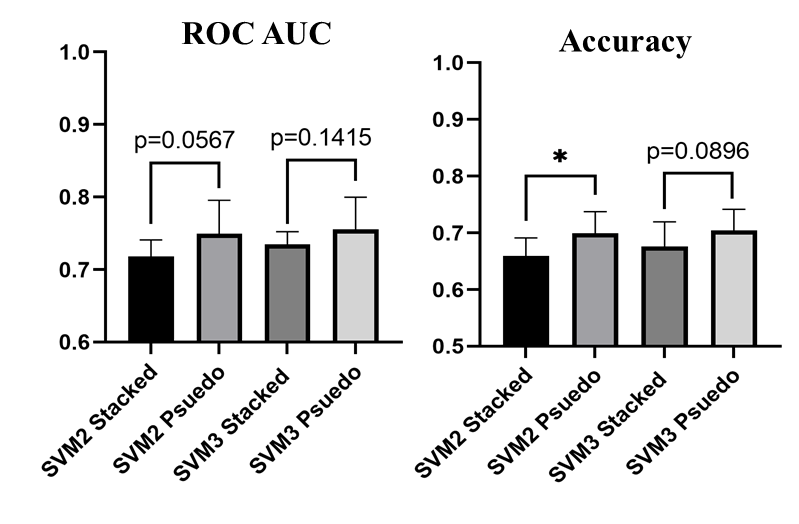 ROC AUC
1.0
0.9
0.8
0.7
0.6
p=0.0567
p=0.1415
SVM2 Stacked
SVM2 Psuedo
SVM3 Stacked
SVM3 Psuedo
Accuracy
1.0
0.9
0.8
0.7
0.6
0.5
*
p=0.0896
SVM2 Stacked
SVM2 Psuedo
SVM3 Stacked
SVM3 Psuedo